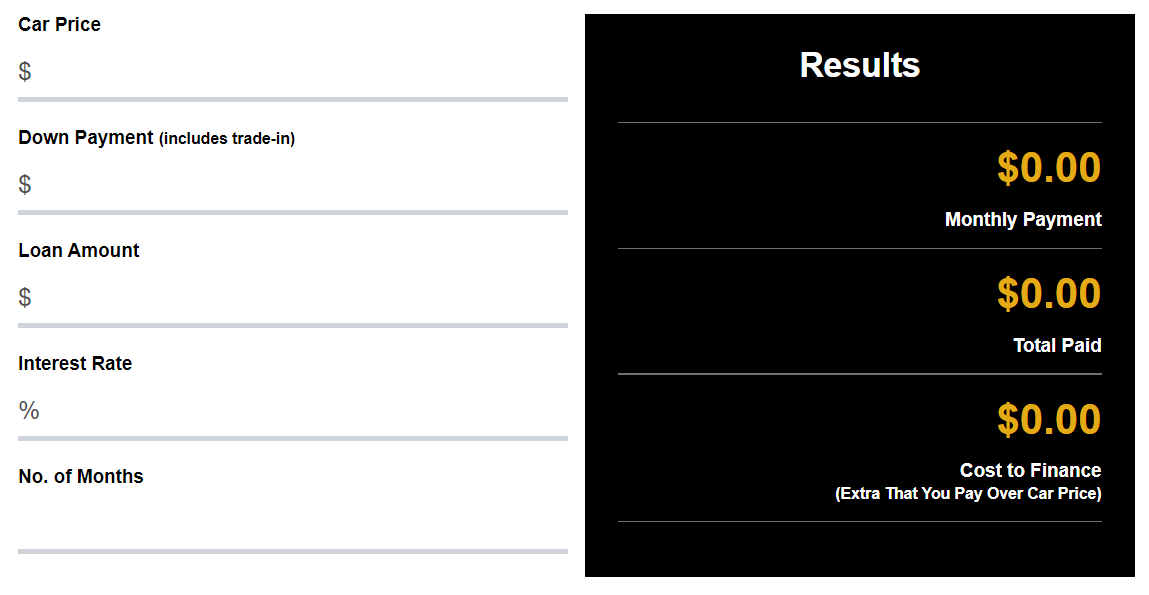 Car Price
$
Down Payment (includes trade-in)
$
Loan Amount
$
Interest Rate
%
No. of Months
Results
$0.00
Monthly Payment
$0.00
Total Paid
$0.00
Cost to Finance
(Extra That You Pay Over Car Price)